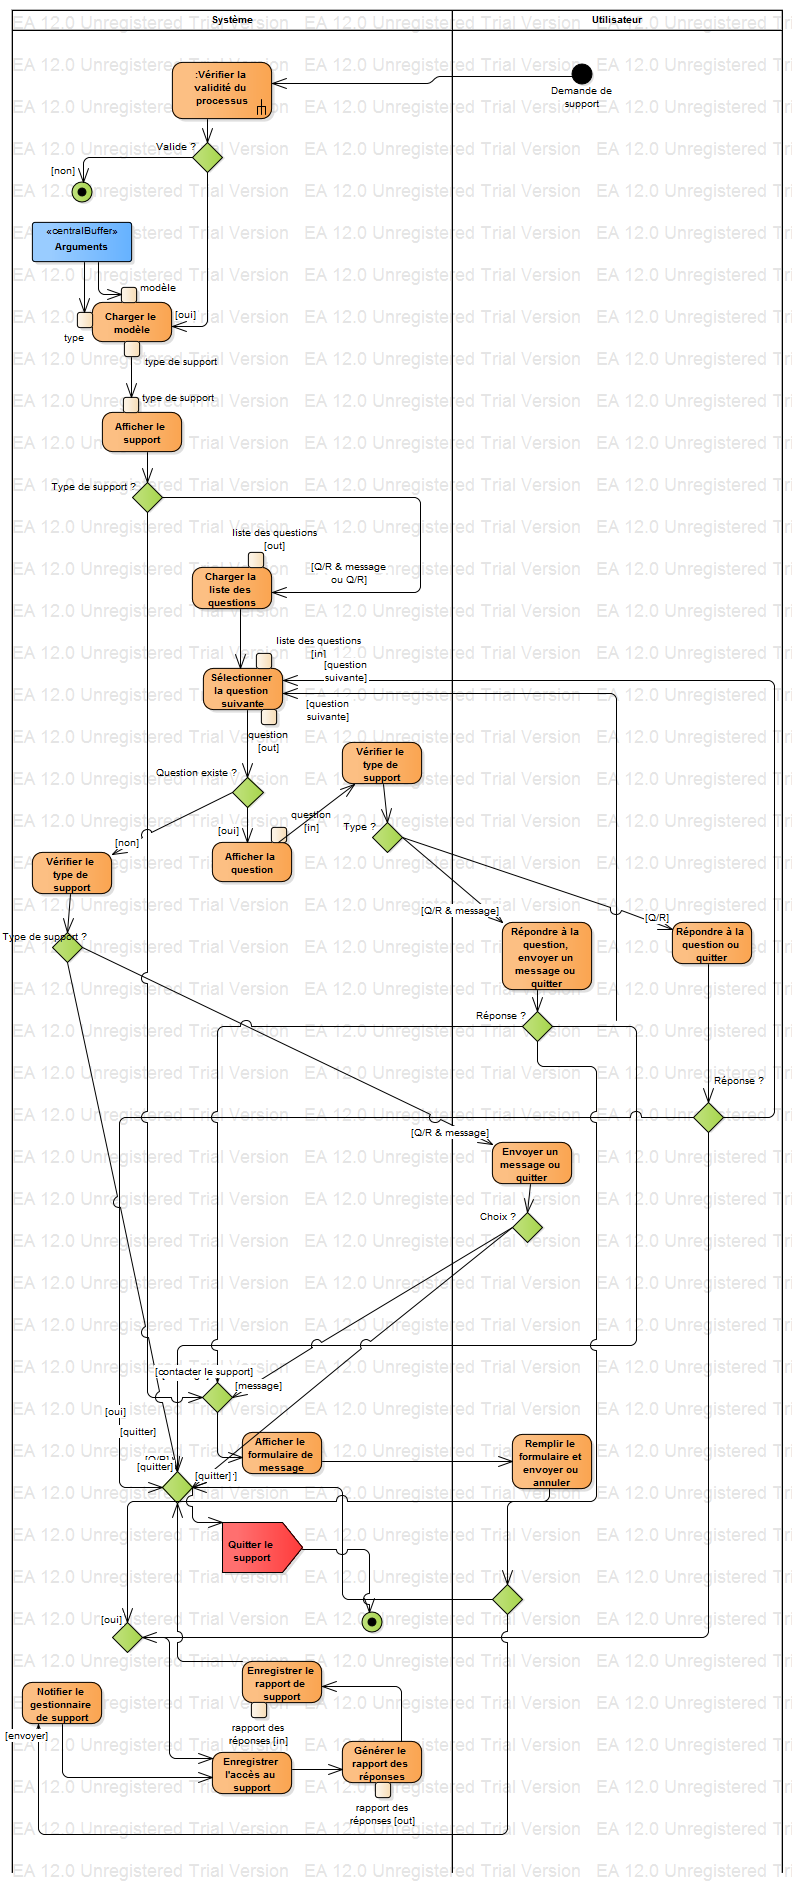 Système
Utilisateur
:Vérifier la
validité du
processus
Demande de
support
Valide ?
[non]
«centralBuffer»
Arguments
modèle
[oui]
Charger le
modèle
type
type de support
type de support
Afficher le
support
Type de support ?
liste des questions
[out]
[Q/R & message
ou Q/R]
Charger la
liste des
questions
liste des questions
[in]
[question
suivante]
Sélectionner
la question
suivante
[question
suivante]
question
[out]
Vérifier le
type de
support
Question existe ?
question
[in]
Type ?
[oui]
[non]
Afficher la
question
Vérifier le
type de
support
[Q/R & message]
[Q/R]
Répondre à la
question,
envoyer un
message ou
quitter
Répondre à la
question ou
quitter
Type de support ?
Réponse ?
Réponse ?
[Q/R & message]
Envoyer un
message ou
quitter
Choix ?
[contacter le support]
[message]
[oui]
[quitter]
Afficher le
formulaire de
message
Remplir le
formulaire et
envoyer ou
annuler
[quitter]
[quitter]
Quitter le
support
[oui]
Enregistrer le
rapport de
support
Notifier le
gestionnaire
de support
[envoyer]
rapport des
réponses [in]
Générer le
rapport des
réponses
Enregistrer
l'accès au
support
rapport des
réponses [out]
EA 12.0 Unregistered Trial Version